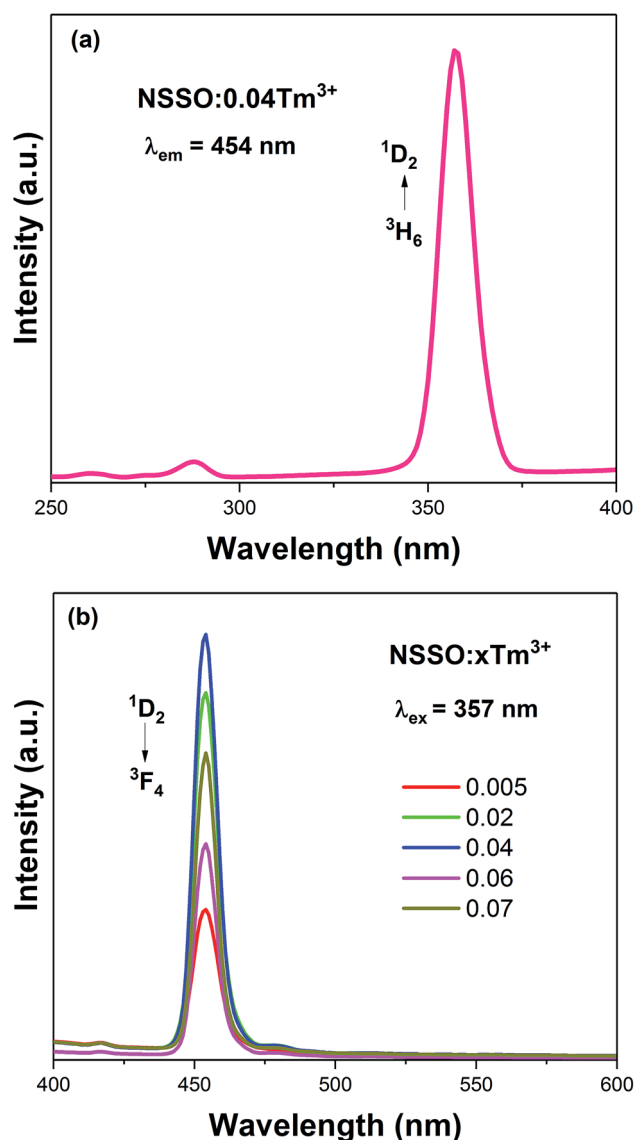 (a)
NSSO:0.04Tm³⁺
λem = 454 nm
¹D₂
³H₆
Intensity (a.u.)
250 300 350 400
Wavelength (nm)
(b)
NSSO:xTm³⁺
λex = 357 nm
¹D₂
³F₄
0.005
0.02
0.04
0.06
0.07
Intensity (a.u.)
400 450 500 550 600
Wavelength (nm)